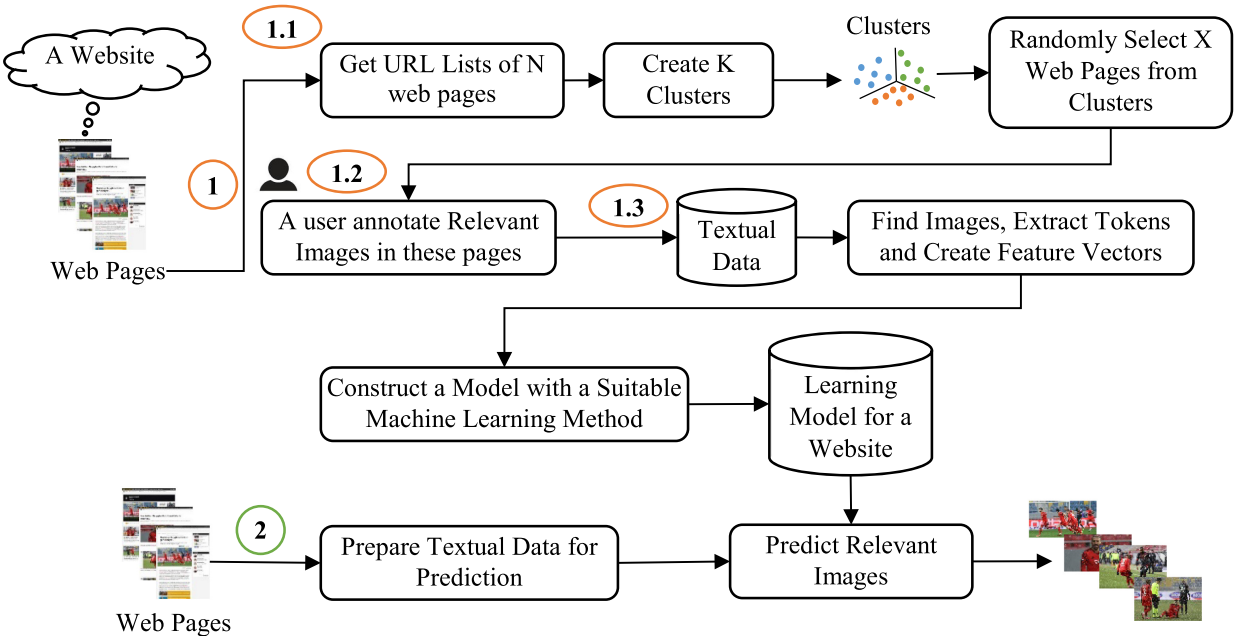 A Website
1.1
Get URL Lists of N
web pages
Create K
Clusters
Clusters
Randomly Select X
Web Pages from
Clusters
1
1.2
1.3
A user annotate Relevant
Images in these pages
Textual
Data
Find Images, Extract Tokens
and Create Feature Vectors
Web Pages
Construct a Model with a Suitable
Machine Learning Method
Learning
Model for a
Website
2
Prepare Textual Data for
Prediction
Predict Relevant
Images
Web Pages